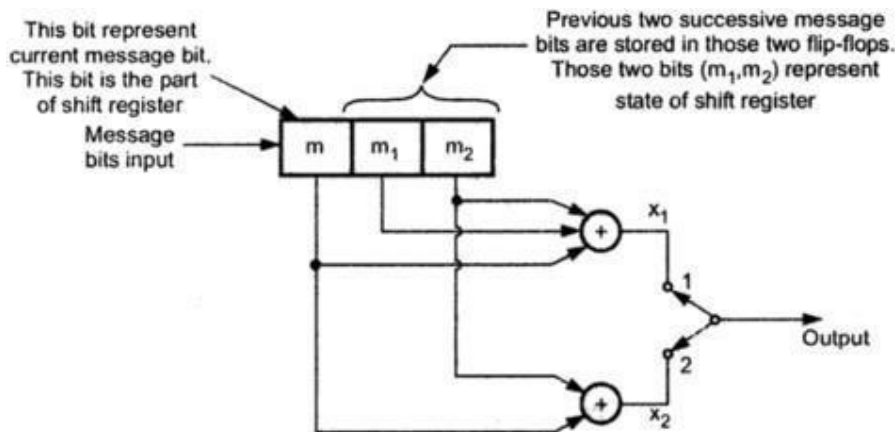 This bit represent
current message bit.
This bit is the part
of shift register
Previous two successive message
bits are stored in those two flip-flops.
Those two bits (m₁,m₂) represent
state of shift register
Message
bits input
m
m₁
m₂
+
x₁
1
Output
2
+
x₂